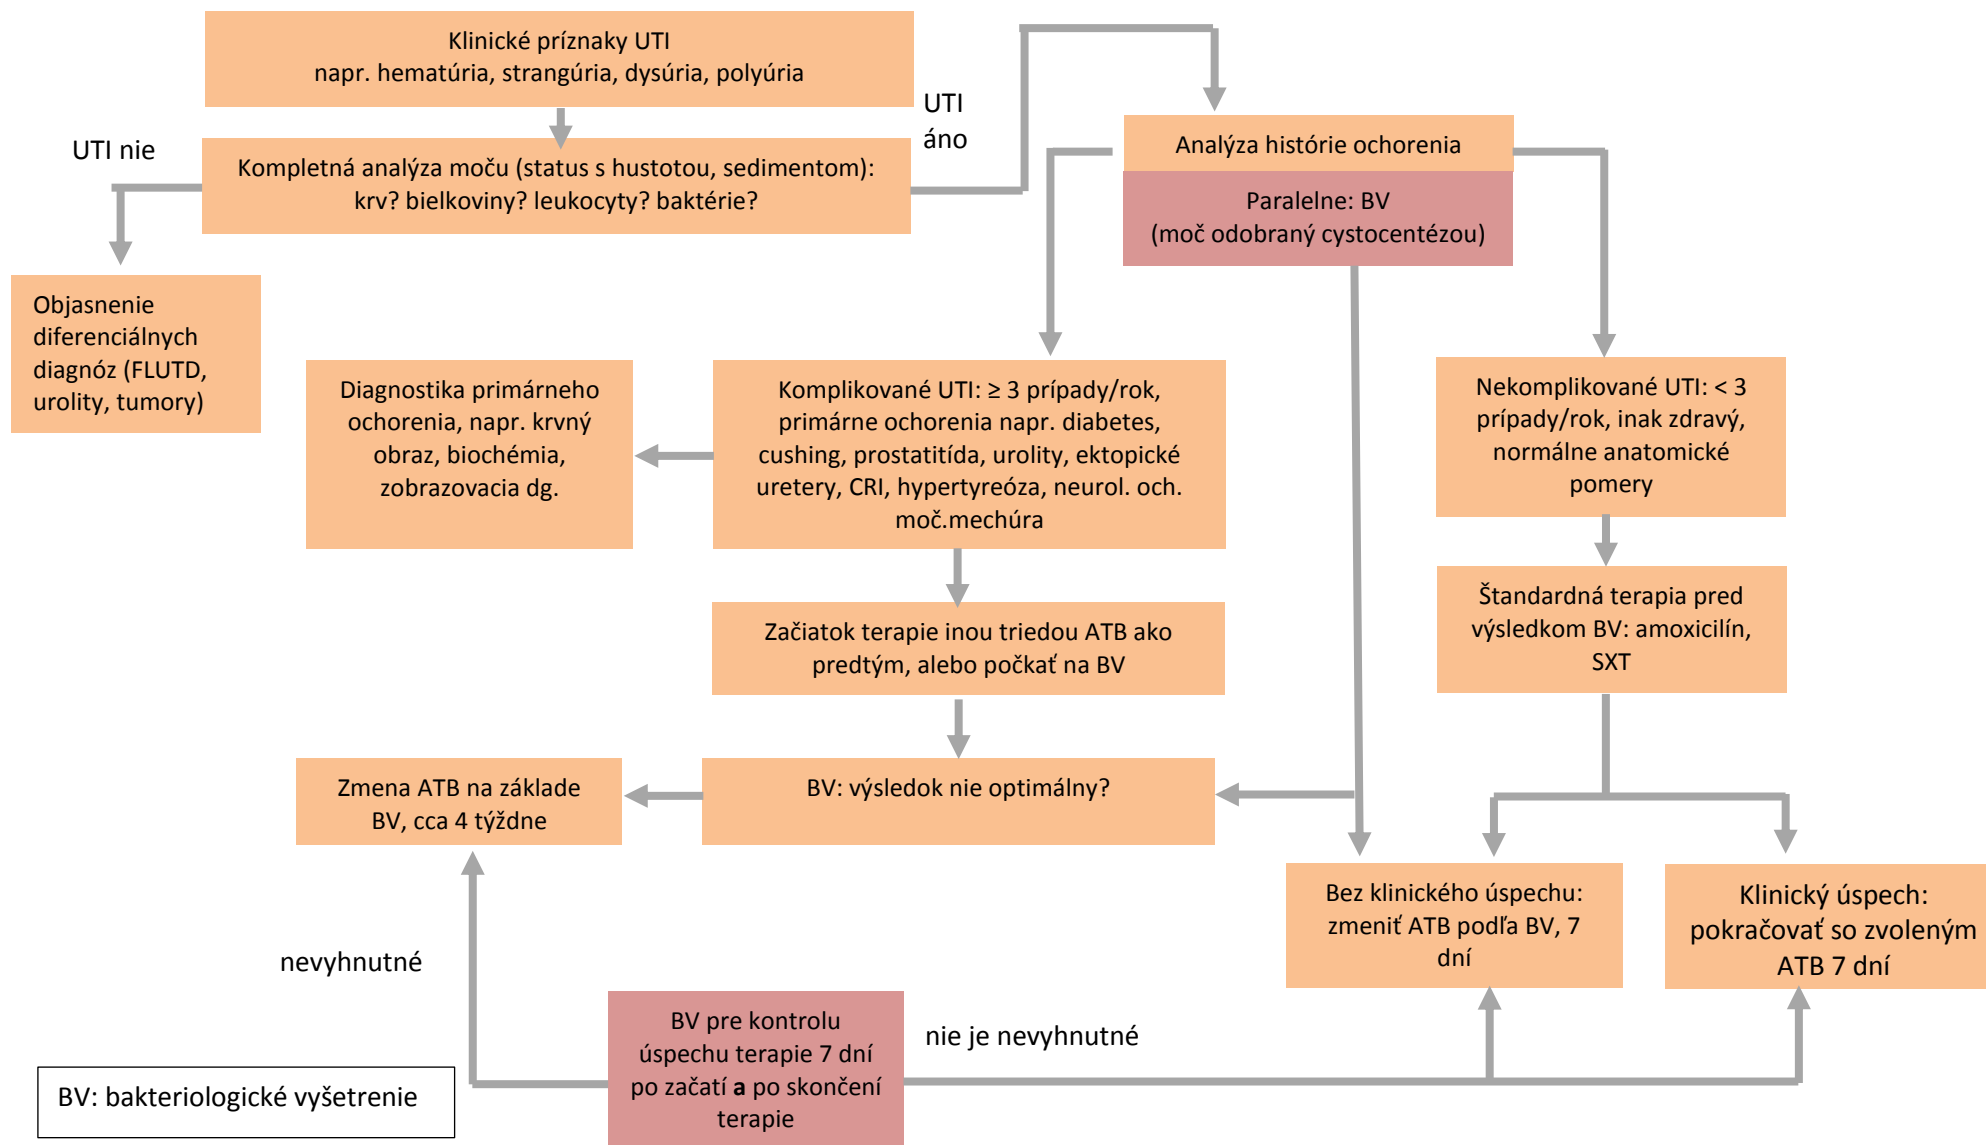 Klinické príznaky UTI
napr. hematúria, strangúria, dysúria, polyúria
UTI
áno
UTI nie
Kompletná analýza moču (status s hustotou, sedimentom):
krv? bielkoviny? leukocyty? baktérie?
Analýza histórie ochorenia
Paralelne: BV
(moč odobraný cystocentézou)
Objasnenie
diferenciálnych
diagnóz (FLUTD,
urolity, tumory)
Diagnostika primárneho
ochorenia, napr. krvný
obraz, biochémia,
zobrazovacia dg.
Komplikované UTI: ≥ 3 prípady/rok,
primárne ochorenia napr. diabetes,
cushing, prostatitída, urolity, ektopické
uretery, CRI, hypertyreóza, neurol. och.
moč.mechúra
Nekomplikované UTI: < 3
prípady/rok, inak zdravý,
normálne anatomické
pomery
Začiatok terapie inou triedou ATB ako
predtým, alebo počkať na BV
Štandardná terapia pred
výsledkom BV: amoxicilín,
SXT
Zmena ATB na základe
BV, cca 4 týždne
BV: výsledok nie optimálny?
Bez klinického úspechu:
zmeniť ATB podľa BV, 7
dní
Klinický úspech:
pokračovať so zvoleným
ATB 7 dní
nevyhnutné
BV pre kontrolu
úspechu terapie 7 dní
po začatí a po skončení
terapie
nie je nevyhnutné
BV: bakteriologické vyšetrenie